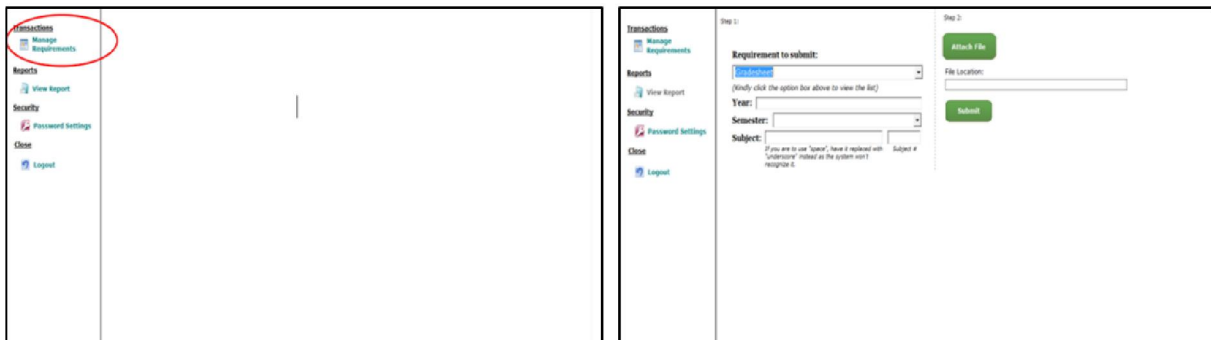 Transactions
Manage
Requirements
Reports
View Report
Security
Password Settings
Close
Logout
Transactions
Manage
Requirements
Reports
View Report
Security
Password Settings
Close
Logout
Step 1:
Requirement to submit:
Gradesheet
(Kindly click the option box above to view the list)
Year:
Semester:
Subject:
If you are to use "space", have it replaced with
"underscore" instead as the system won't
recognize it.
Subject #
Step 2:
Attach File
File Location:
Submit